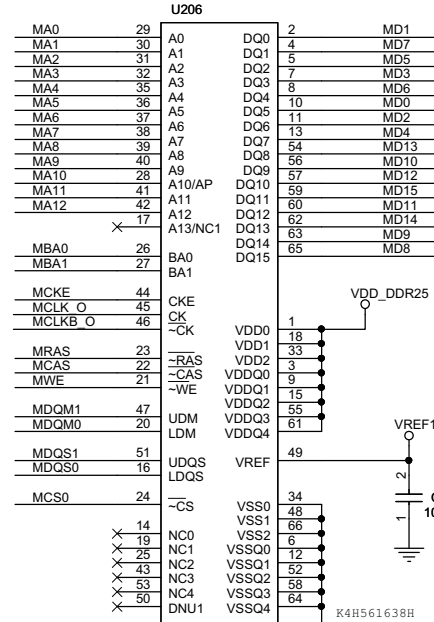 U206
MA0 29 A0 DQ0 2 MD1
MA1 30 A1 DQ1 4 MD7
MA2 31 A2 DQ2 5 MD5
MA3 32 A3 DQ3 7 MD3
MA4 35 A4 DQ4 8 MD6
MA5 36 A5 DQ5 10 MD0
MA6 37 A6 DQ6 11 MD2
MA7 38 A7 DQ7 13 MD4
MA8 39 A8 DQ8 54 MD13
MA9 40 A9 DQ9 56 MD10
MA10 28 A10/AP DQ10 57 MD12
MA11 41 A11 DQ11 59 MD15
MA12 42 A12 DQ12 60 MD11
17 A13/NC1 DQ13 62 MD14
DQ14 63 MD9
MBA0 26 BA0 DQ15 65 MD8
MBA1 27 BA1
VDD_DDR25
MCKE 44 CKE
MCLK_O 45 CK
MCLKB_O 46 ~CK VDD0 1
VDD1 18
MRAS 23 ~RAS VDD2 33
MCAS 22 ~CAS VDDQ0 3
MWE 21 ~WE VDDQ1 9
VDDQ2 15
MDQM1 47 UDM VDDQ3 55
MDQM0 20 LDM VDDQ4 61
VREF1
MDQS1 51 UDQS VREF 49
MDQS0 16 LDQS
2
MCS0 24 ~CS VSS0 34
1
10
VSS1 48
14 NC0 VSS2 66
19 NC1 VSSQ0 6
25 NC2 VSSQ1 12
43 NC3 VSSQ2 52
53 NC4 VSSQ3 58
50 DNU1 VSSQ4 64
K4H561638H